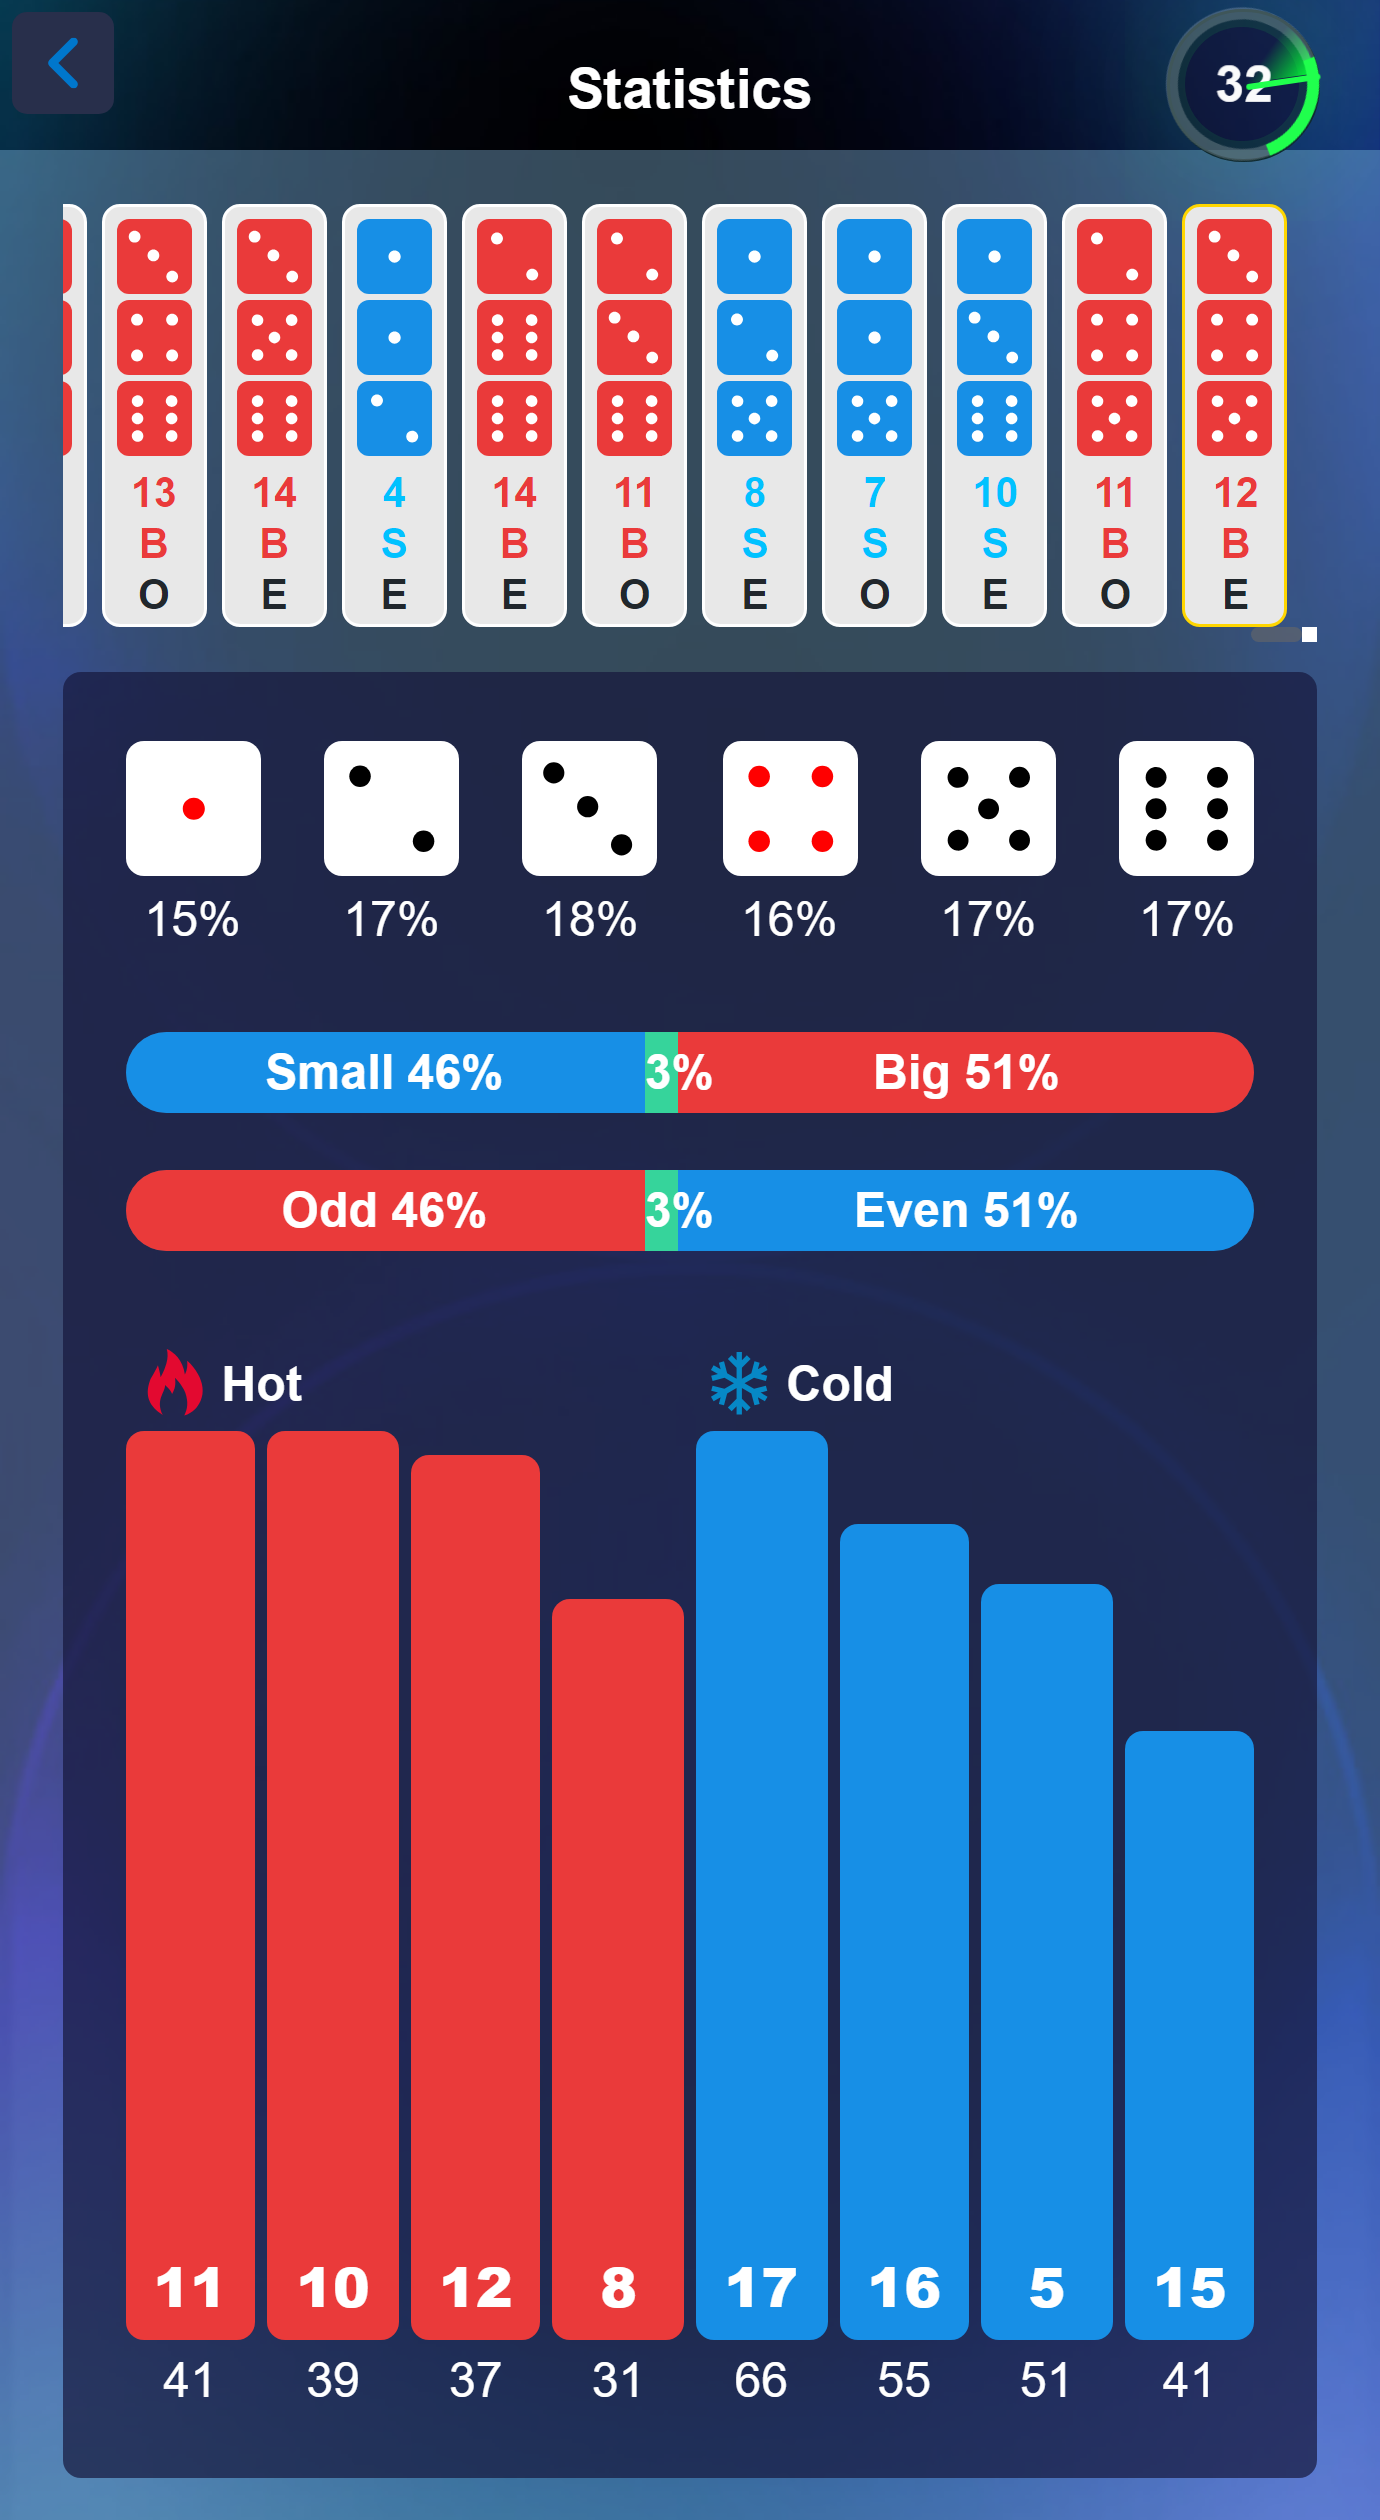 Statistics
32
13 14 4 14 11 8 7 10 11 12
B B S B B S S S B B
O E E E O E O E O E
15% 17% 18% 16% 17% 17%
Small 46% 3% Big 51%
Odd 46% 3% Even 51%
Hot Cold
11 10 12 8 17 16 5 15
41 39 37 31 66 55 51 41